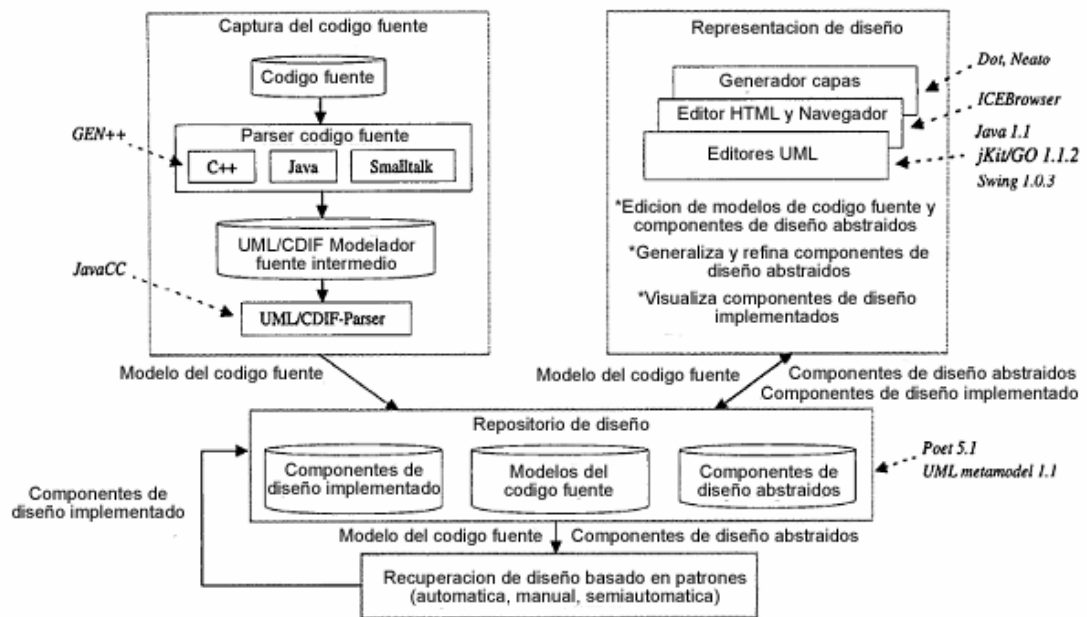 Captura del codigo fuente
Codigo fuente
GEN++
Parser codigo fuente
C++
Java
Smalltalk
UML/CDIF Modelador
fuente intermedio
JavaCC
UML/CDIF-Parser
Representacion de diseño
Generador capas
Editor HTML y Navegador
Editores UML
Dot, Neato
ICEBrowser
Java 1.1
jKit/GO 1.1.2
Swing 1.0.3
*Edicion de modelos de codigo fuente y
componentes de diseño abstraidos
*Generaliza y refina componentes de
diseño abstraidos
*Visualiza componentes de diseño
implementados
Modelo del codigo fuente
Modelo del codigo fuente
Componentes de diseño abstraidos
Componentes de diseño implementado
Repositorio de diseño
Componentes de
diseño implementado
Modelos del
codigo fuente
Componentes de
diseño abstraidos
Poet 5.1
UML metamodel 1.1
Componentes de
diseño implementado
Modelo del codigo fuente
Componentes de diseño abstraidos
Recuperacion de diseño basado en patrones
(automatica, manual, semiautomatica)